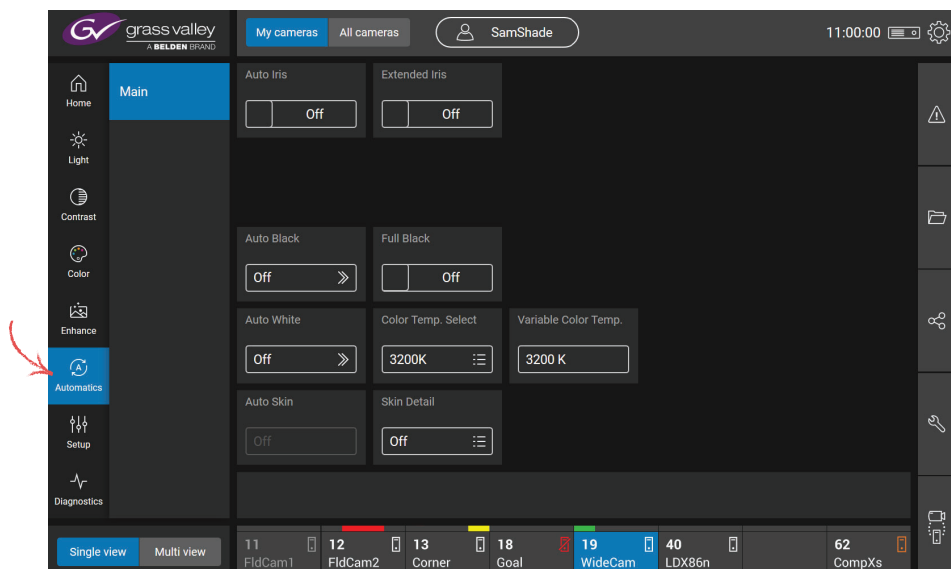 grass valley
A BELDEN BRAND
My cameras
All cameras
SamShade
11:00:00
Home
Light
Contrast
Color
Enhance
Automatics
Setup
Diagnostics
Main
Auto Iris
Extended Iris
Off
Off
Auto Black
Full Black
Off
Off
Auto White
Color Temp. Select
Variable Color Temp.
Off
3200K
3200 K
Auto Skin
Skin Detail
Off
Off
Single view
Multi view
11
FldCam1
12
FldCam2
13
Corner
18
Goal
19
WideCam
40
LDX86n
62
CompXs